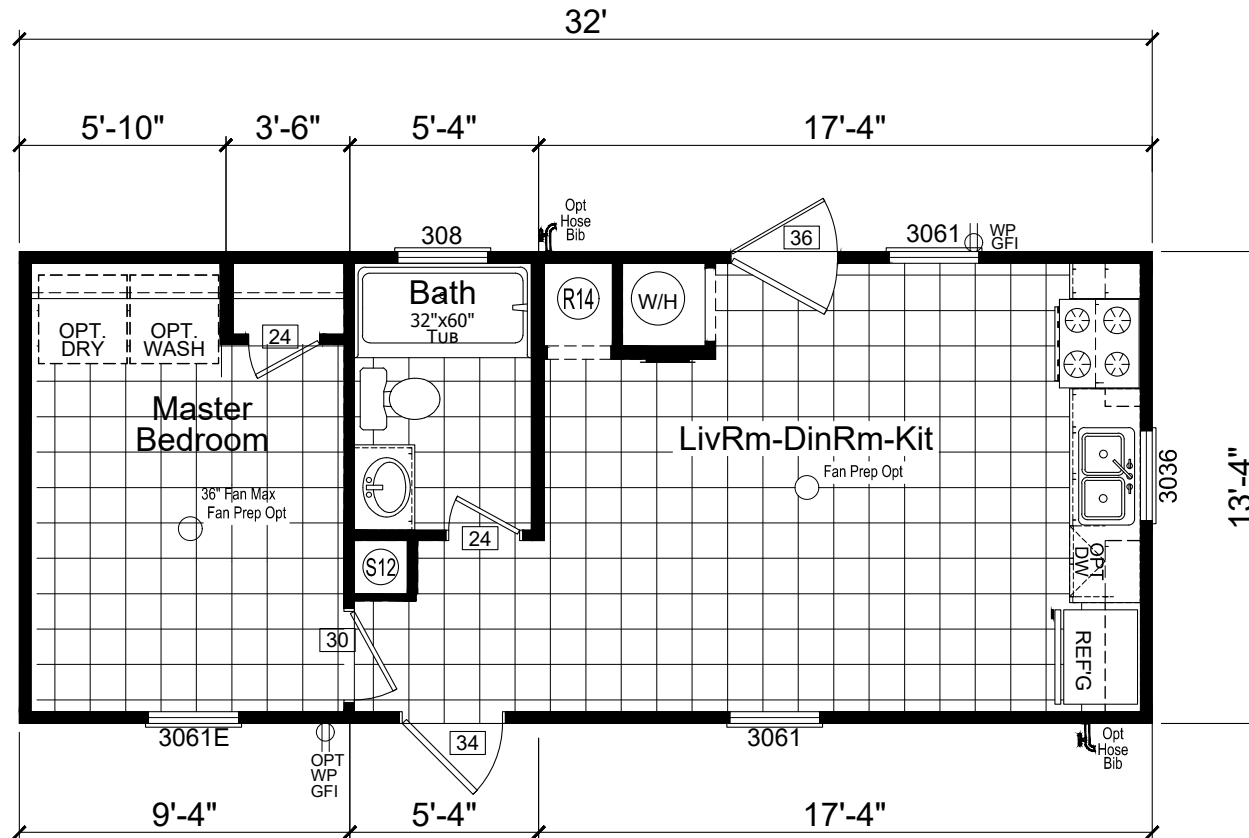 32'
5'-10"
3'-6"
5'-4"
17'-4"
Opt
Hose
Bib
308
36
3061
WP
GFI
OPT.
DRY
OPT.
WASH
24
Bath
32"x60"
TUB
R14
W/H
Master
Bedroom
LivRm-DinRm-Kit
Fan Prep Opt
36" Fan Max
Fan Prep Opt
3036
13'-4"
24
OPT
DW
S12
30
REF'G
3061E
OPT
WP
GFI
34
3061
Opt
Hose
Bib
9'-4"
5'-4"
17'-4"